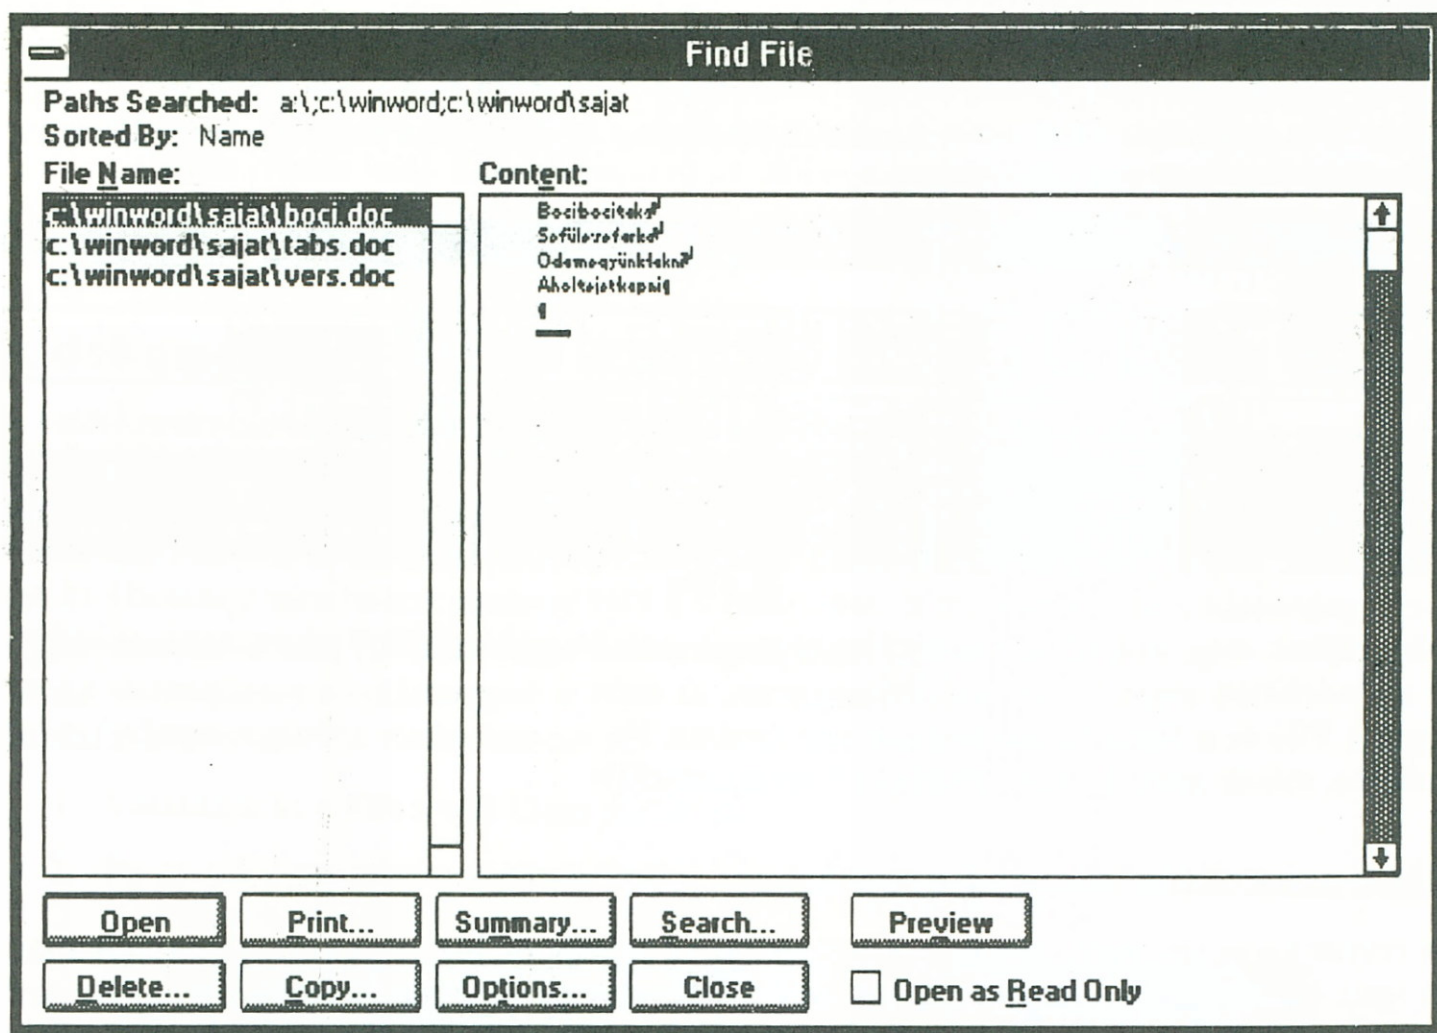 Find File
Paths Searched: a:\;c:\winword;c:\winword\sajat
Sorted By: Name
File Name:
Content:
c:\winword\sajat\boci.doc
c:\winword\sajat\tabs.doc
c:\winword\sajat\vers.doc
Bocibocitaka
Open
Print...
Summary...
Search...
Preview
Delete...
Copy...
Options...
Close
Open as Read Only